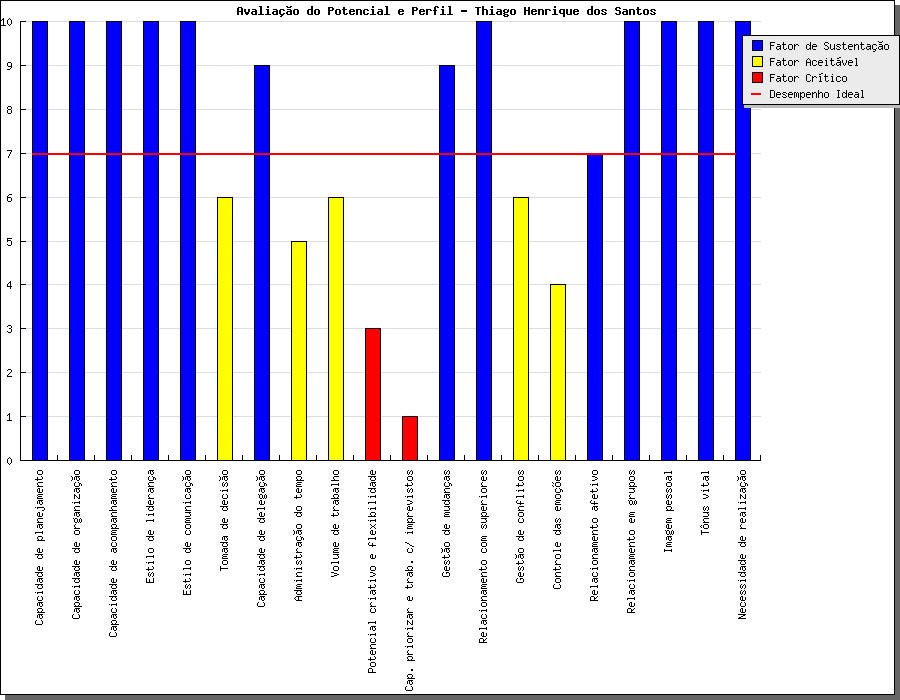 Avaliação do Potencial e Perfil - Thiago Henrique dos Santos
10
9
8
7
6
5
4
3
2
1
0
Fator de Sustentação
Fator Aceitável
Fator Crítico
Desempenho Ideal
Capacidade de planejamento
Capacidade de organização
Capacidade de acompanhamento
Estilo de liderança
Estilo de comunicação
Tomada de decisão
Capacidade de delegação
Administração do tempo
Volume de trabalho
Potencial criativo e flexibilidade
Cap. priorizar e trab. c/ imprevistos
Gestão de mudanças
Relacionamento com superiores
Gestão de conflitos
Controle das emoções
Relacionamento afetivo
Relacionamento em grupos
Imagem pessoal
Tônus vital
Necessidade de realização